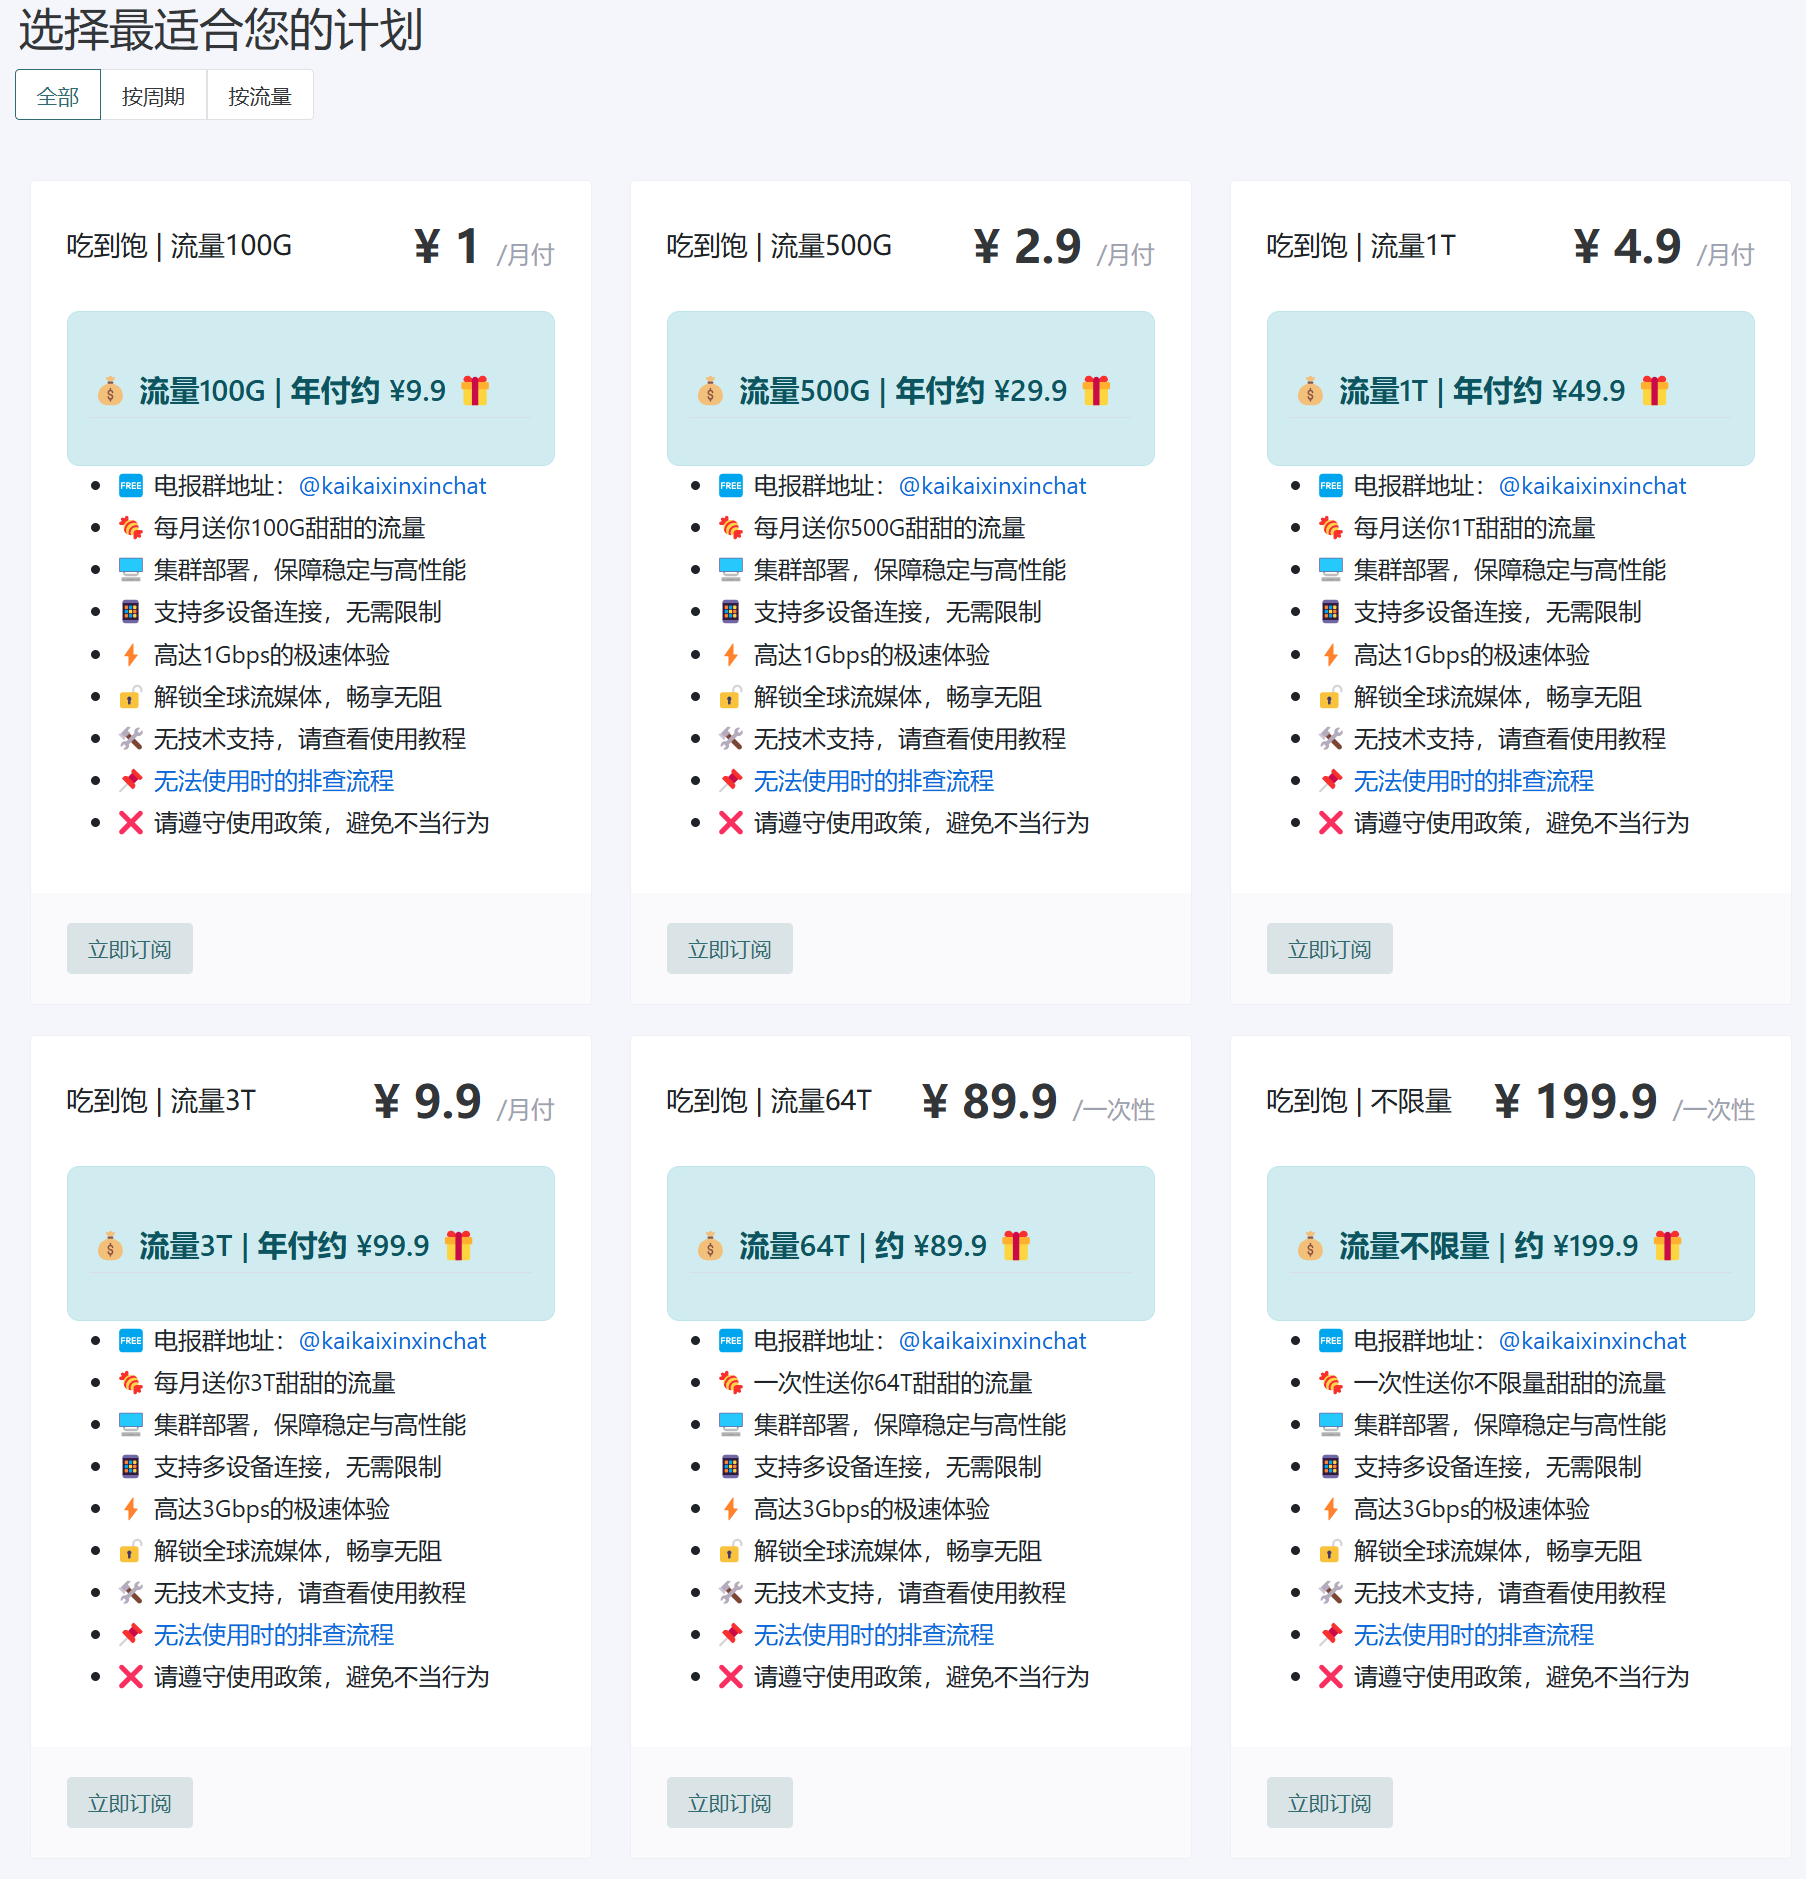 选择最适合您的计划
全部 按周期 按流量
吃到饱 | 流量100G ¥ 1 /月付
流量100G | 年付约 ¥9.9
FREE 电报群地址：@kaikaixinxinchat
每月送你100G甜甜的流量
集群部署，保障稳定与高性能
支持多设备连接，无需限制
高达1Gbps的极速体验
解锁全球流媒体，畅享无阻
无技术支持，请查看使用教程
无法使用时的排查流程
请遵守使用政策，避免不当行为
立即订阅
吃到饱 | 流量500G ¥ 2.9 /月付
流量500G | 年付约 ¥29.9
FREE 电报群地址：@kaikaixinxinchat
每月送你500G甜甜的流量
集群部署，保障稳定与高性能
支持多设备连接，无需限制
高达1Gbps的极速体验
解锁全球流媒体，畅享无阻
无技术支持，请查看使用教程
无法使用时的排查流程
请遵守使用政策，避免不当行为
立即订阅
吃到饱 | 流量1T ¥ 4.9 /月付
流量1T | 年付约 ¥49.9
FREE 电报群地址：@kaikaixinxinchat
每月送你1T甜甜的流量
集群部署，保障稳定与高性能
支持多设备连接，无需限制
高达1Gbps的极速体验
解锁全球流媒体，畅享无阻
无技术支持，请查看使用教程
无法使用时的排查流程
请遵守使用政策，避免不当行为
立即订阅
吃到饱 | 流量3T ¥ 9.9 /月付
流量3T | 年付约 ¥99.9
FREE 电报群地址：@kaikaixinxinchat
每月送你3T甜甜的流量
集群部署，保障稳定与高性能
支持多设备连接，无需限制
高达3Gbps的极速体验
解锁全球流媒体，畅享无阻
无技术支持，请查看使用教程
无法使用时的排查流程
请遵守使用政策，避免不当行为
立即订阅
吃到饱 | 流量64T ¥ 89.9 /一次性
流量64T | 约 ¥89.9
FREE 电报群地址：@kaikaixinxinchat
一次性送你64T甜甜的流量
集群部署，保障稳定与高性能
支持多设备连接，无需限制
高达3Gbps的极速体验
解锁全球流媒体，畅享无阻
无技术支持，请查看使用教程
无法使用时的排查流程
请遵守使用政策，避免不当行为
立即订阅
吃到饱 | 不限量 ¥ 199.9 /一次性
流量不限量 | 约 ¥199.9
FREE 电报群地址：@kaikaixinxinchat
一次性送你不限量甜甜的流量
集群部署，保障稳定与高性能
支持多设备连接，无需限制
高达3Gbps的极速体验
解锁全球流媒体，畅享无阻
无技术支持，请查看使用教程
无法使用时的排查流程
请遵守使用政策，避免不当行为
立即订阅